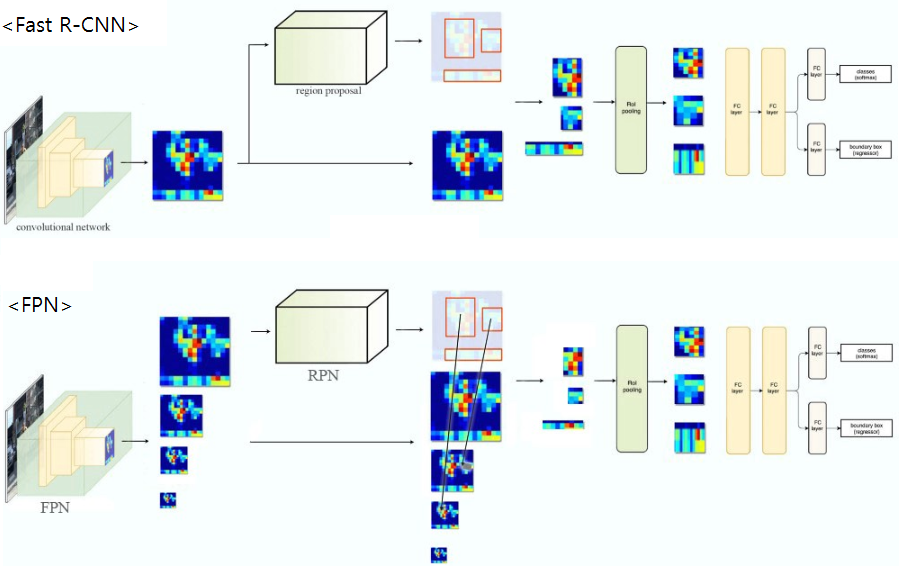 <Fast R-CNN>
region proposal
convolutional network
RoI
pooling
FC
layer
FC
layer
FC
layer
classes
(softmax)
FC
layer
boundary box
(regressor)
<FPN>
RPN
FPN
RoI
pooling
FC
layer
FC
layer
FC
layer
classes
(softmax)
FC
layer
boundary box
(regressor)